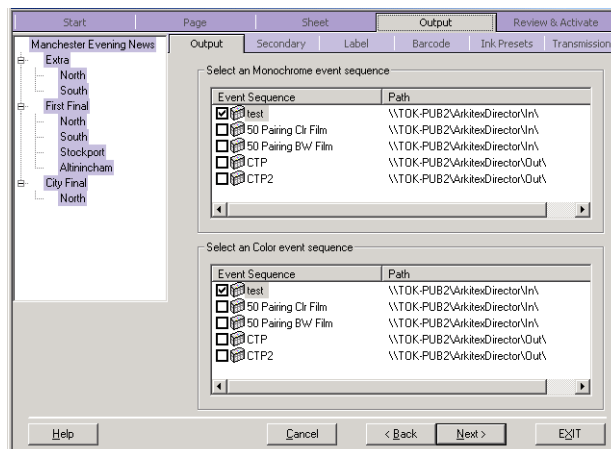 Start Page Sheet Output Review & Activate
Manchester Evening News
Extra
North
South
First Final
North
South
Stockport
Altinincham
City Final
North
Output Secondary Label Barcode Ink Presets Transmission
Select an Monochrome event sequence
Event Sequence Path
test \\TOK-PUB2\ArkitexDirector\In\
50 Pairing Clr Film \\TOK-PUB2\ArkitexDirector\In\
50 Pairing BW Film \\TOK-PUB2\ArkitexDirector\In\
CTP \\TOK-PUB2\ArkitexDirector\Out\
CTP2 \\TOK-PUB2\ArkitexDirector\Out\
Select an Color event sequence
Event Sequence Path
test \\TOK-PUB2\ArkitexDirector\In\
50 Pairing Clr Film \\TOK-PUB2\ArkitexDirector\In\
50 Pairing BW Film \\TOK-PUB2\ArkitexDirector\In\
CTP \\TOK-PUB2\ArkitexDirector\Out\
CTP2 \\TOK-PUB2\ArkitexDirector\Out\
Help Cancel < Back Next > EXIT